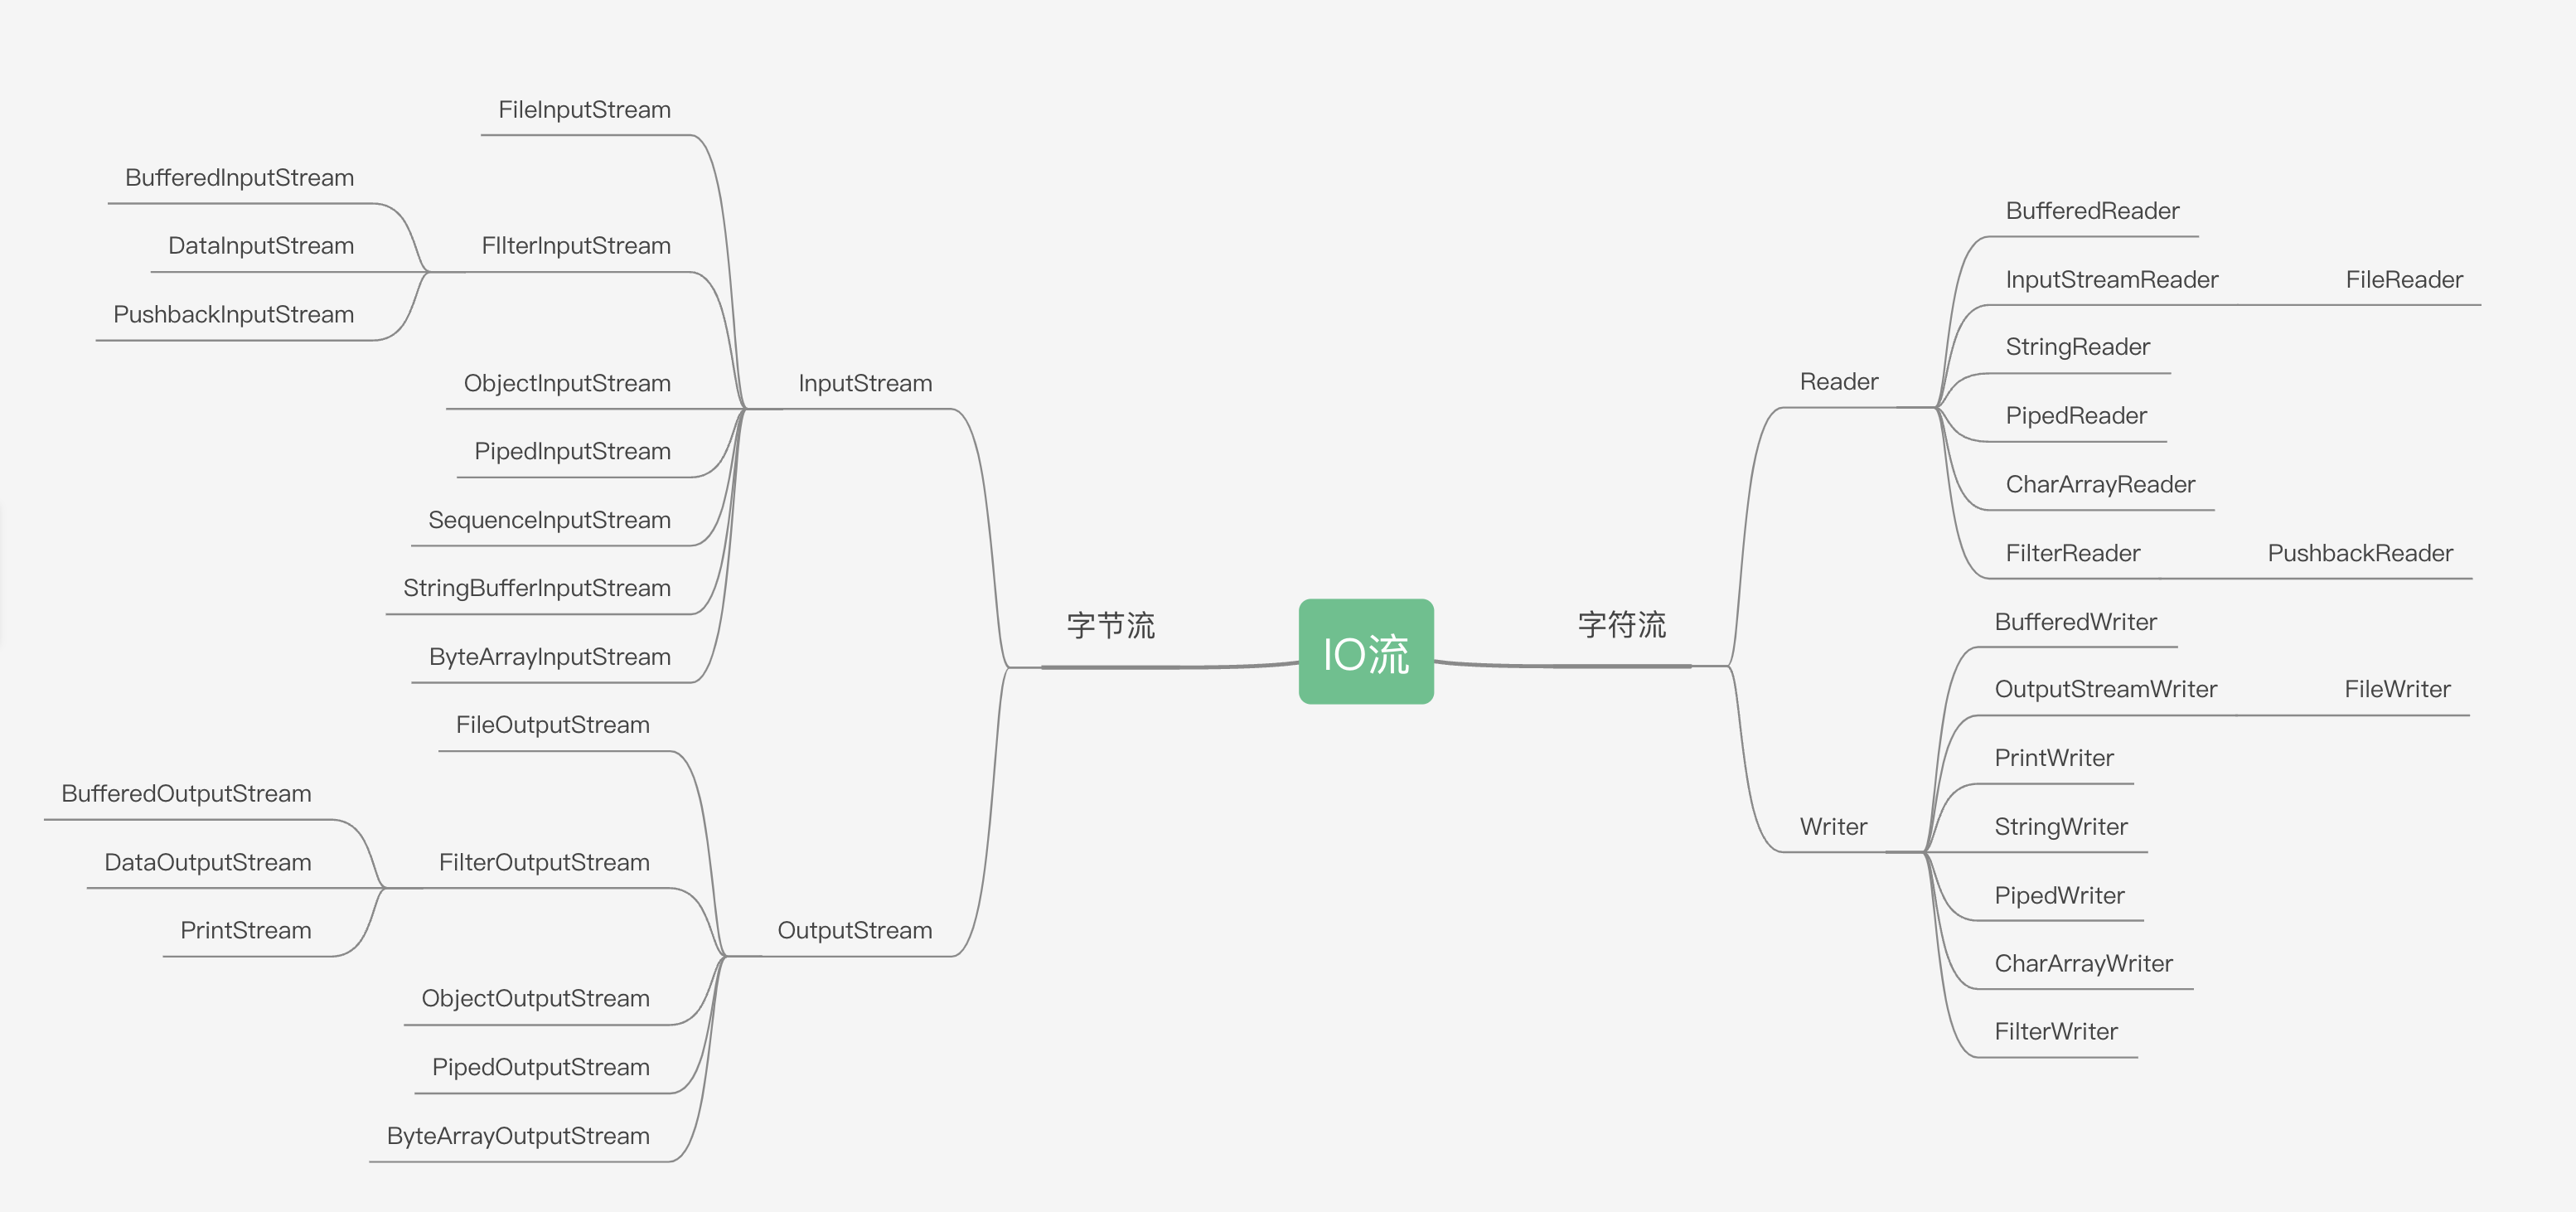 IO流
字节流
InputStream
FileInputStream
FIlterInputStream
BufferedInputStream
DataInputStream
PushbackInputStream
ObjectInputStream
PipedInputStream
SequenceInputStream
StringBufferInputStream
ByteArrayInputStream
OutputStream
FileOutputStream
FilterOutputStream
BufferedOutputStream
DataOutputStream
PrintStream
ObjectOutputStream
PipedOutputStream
ByteArrayOutputStream
字符流
Reader
BufferedReader
InputStreamReader
FileReader
StringReader
PipedReader
CharArrayReader
FilterReader
PushbackReader
Writer
BufferedWriter
OutputStreamWriter
FileWriter
PrintWriter
StringWriter
PipedWriter
CharArrayWriter
FilterWriter